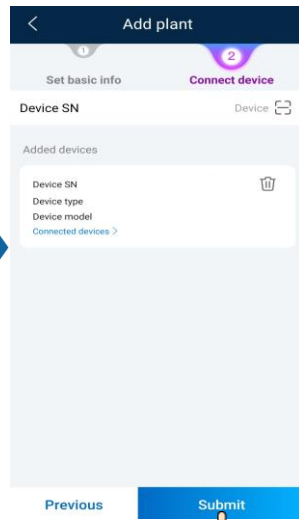 Add plant
1
2
Set basic info
Connect device
Device SN
Device
Added devices
Device SN
Device type
Device model
Connected devices >
Previous
Submit